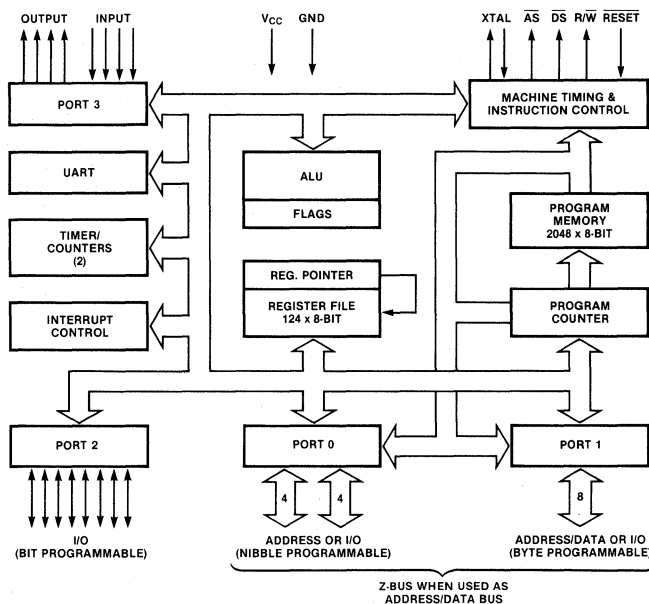 OUTPUT INPUT VCC GND XTAL AS DS R/W RESET
PORT 3
MACHINE TIMING &
INSTRUCTION CONTROL
UART
ALU
FLAGS
TIMER/
COUNTERS
(2)
PROGRAM
MEMORY
2048 x 8-BIT
REG. POINTER
REGISTER FILE
124 x 8-BIT
INTERRUPT
CONTROL
PROGRAM
COUNTER
PORT 2
PORT 0
PORT 1
4 4 8
I/O
(BIT PROGRAMMABLE)
ADDRESS OR I/O
(NIBBLE PROGRAMMABLE)
ADDRESS/DATA OR I/O
(BYTE PROGRAMMABLE)
Z-BUS WHEN USED AS
ADDRESS/DATA BUS